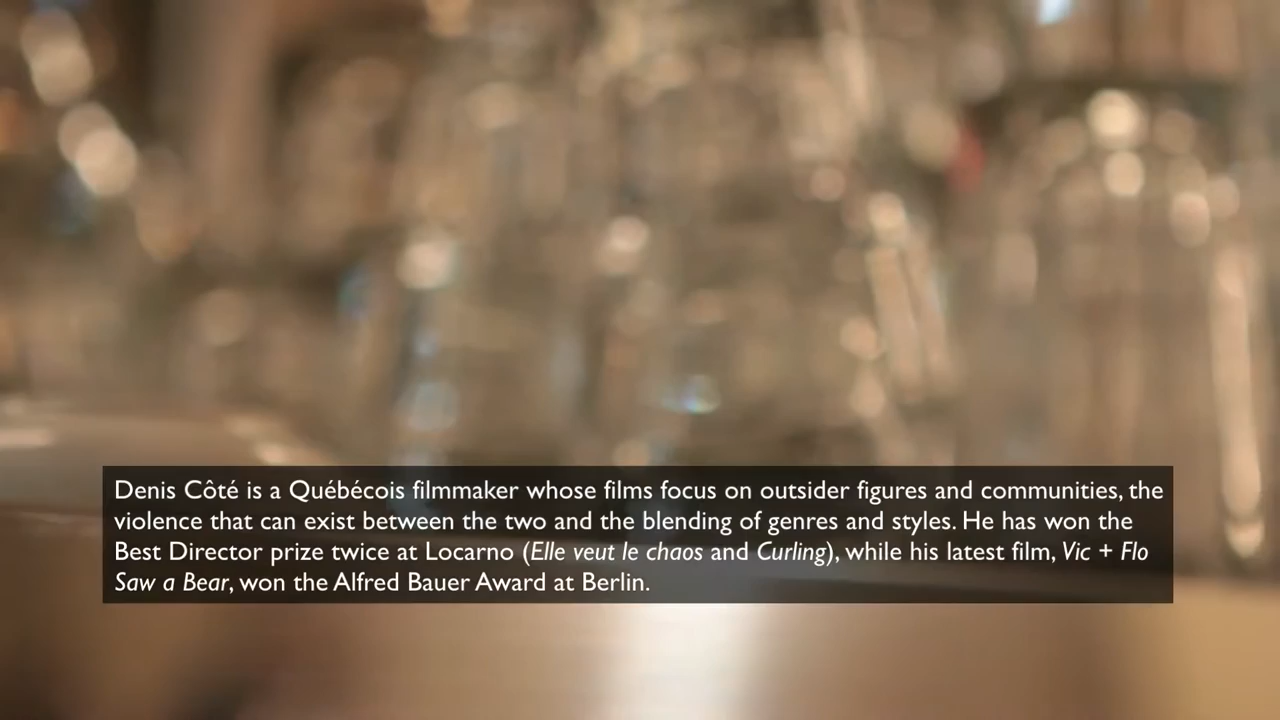 Denis Côté is a Québécois filmmaker whose films focus on outsider figures and communities, the
violence that can exist between the two and the blending of genres and styles. He has won the
Best Director prize twice at Locarno (Elle veut le chaos and Curling), while his latest film, Vic + Flo
Saw a Bear, won the Alfred Bauer Award at Berlin.